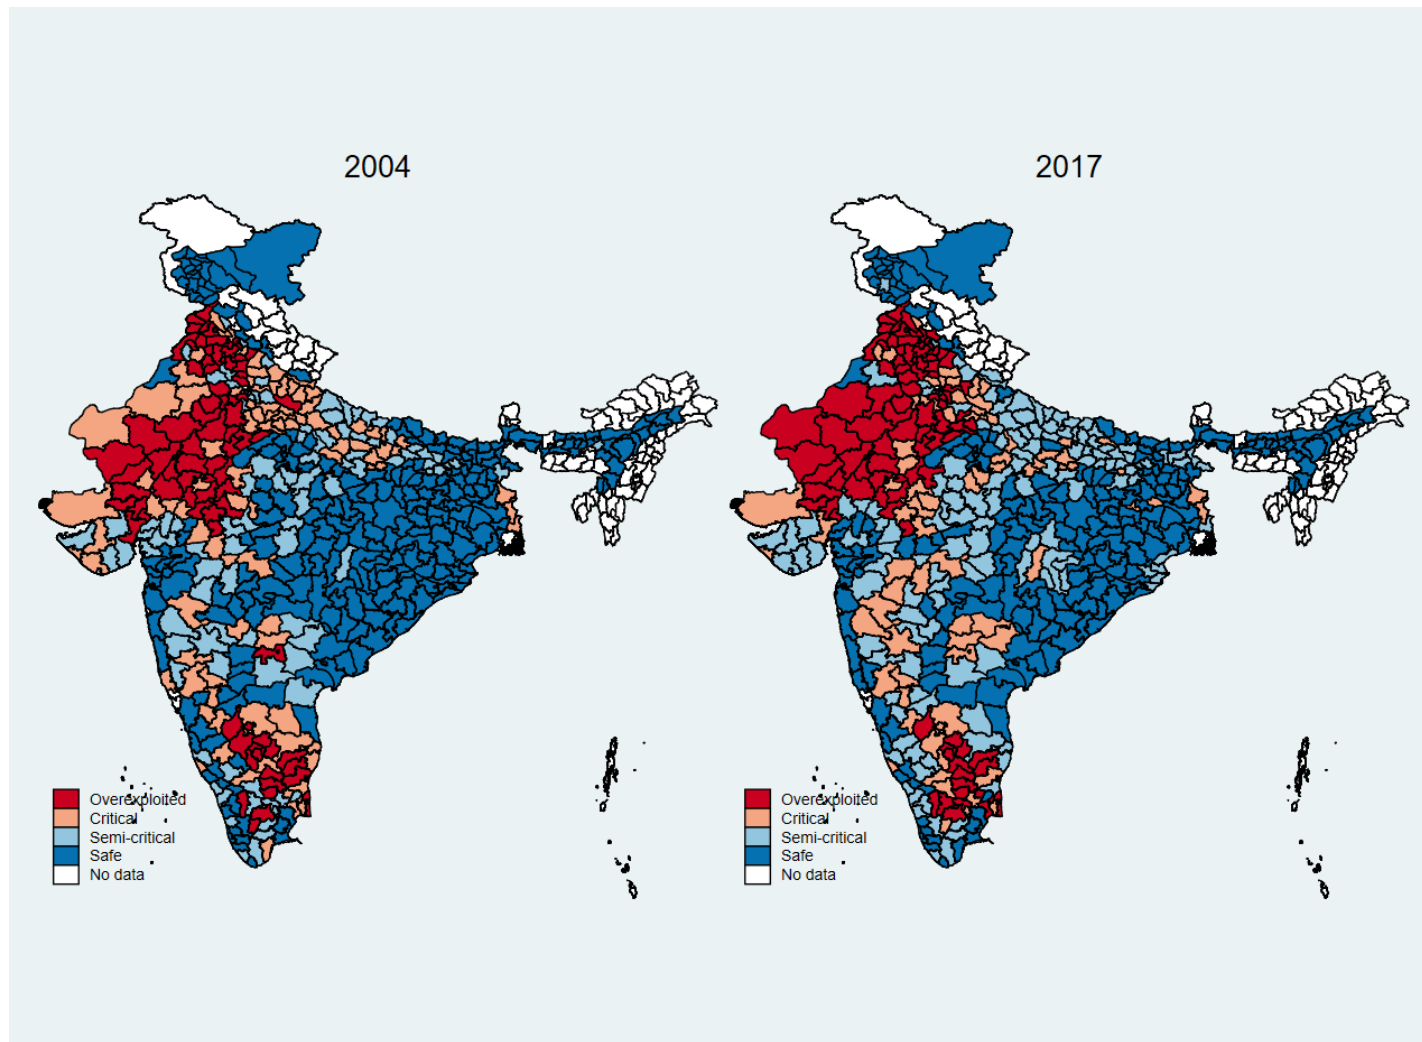 2004
2017
Overexploited
Critical
Semi-critical
Safe
No data
Overexploited
Critical
Semi-critical
Safe
No data